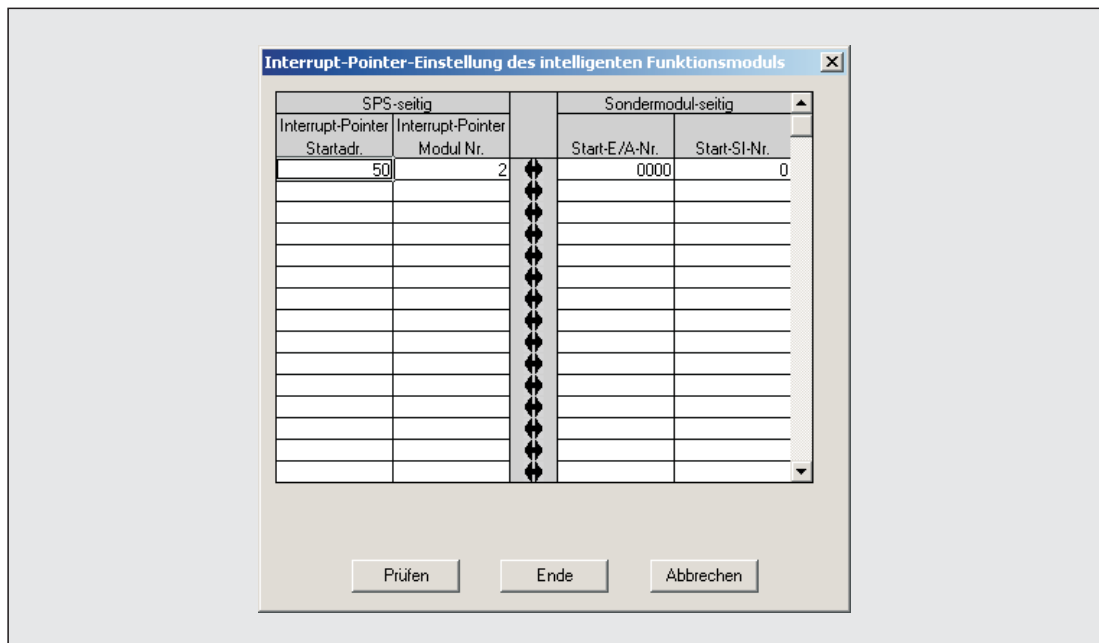 Interrupt-Pointer-Einstellung des intelligenten Funktionsmoduls
SPS-seitig Sondermodul-seitig
Interrupt-Pointer Interrupt-Pointer
Startadr. Modul Nr. Start-E/A-Nr. Start-SI-Nr.
50 2 0000 0
Prüfen Ende Abbrechen